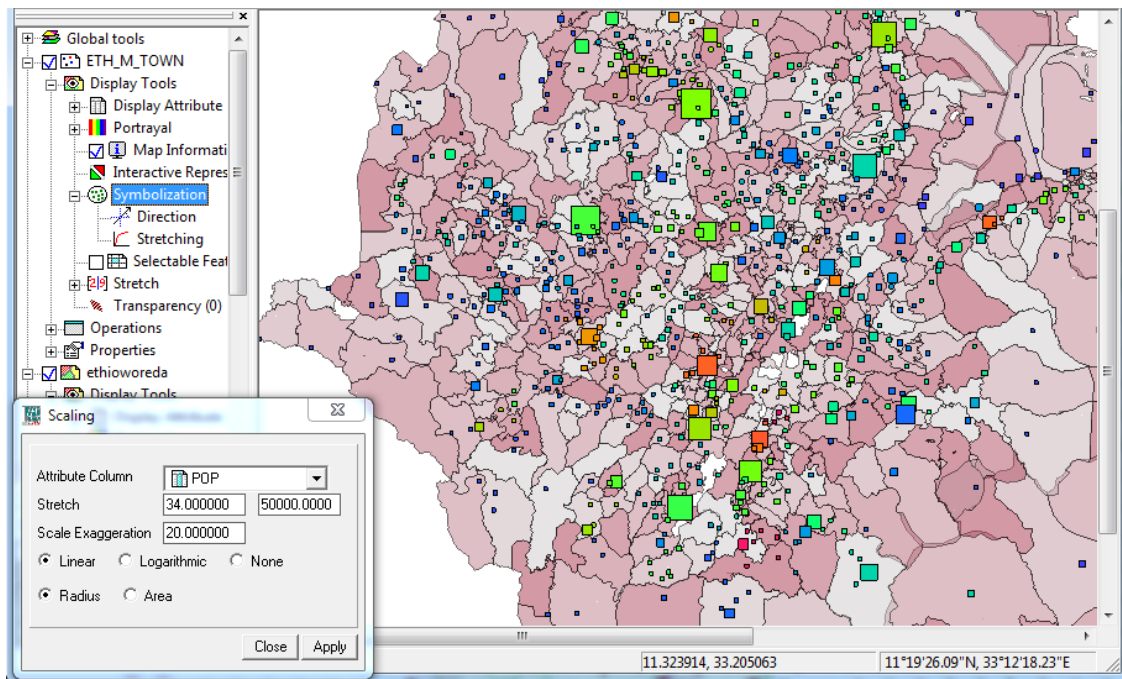 Global tools
ETH_M_TOWN
Display Tools
Display Attribute
Portrayal
Map Informati
Interactive Repres
Symbolization
Direction
Stretching
Selectable Feat
Stretch
Transparency (0)
Operations
Properties
ethioworeda
Display Tools
Scaling
Attribute Column POP
Stretch 34.000000 50000.0000
Scale Exaggeration 20.000000
Linear Logarithmic None
Radius Area
Close Apply
11.323914, 33.205063 11°19'26.09"N, 33°12'18.23"E